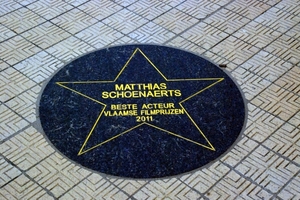 MATTHIAS
SCHOENAERTS
BESTE ACTEUR
VLAAMSE FILMPRIJZEN
2011